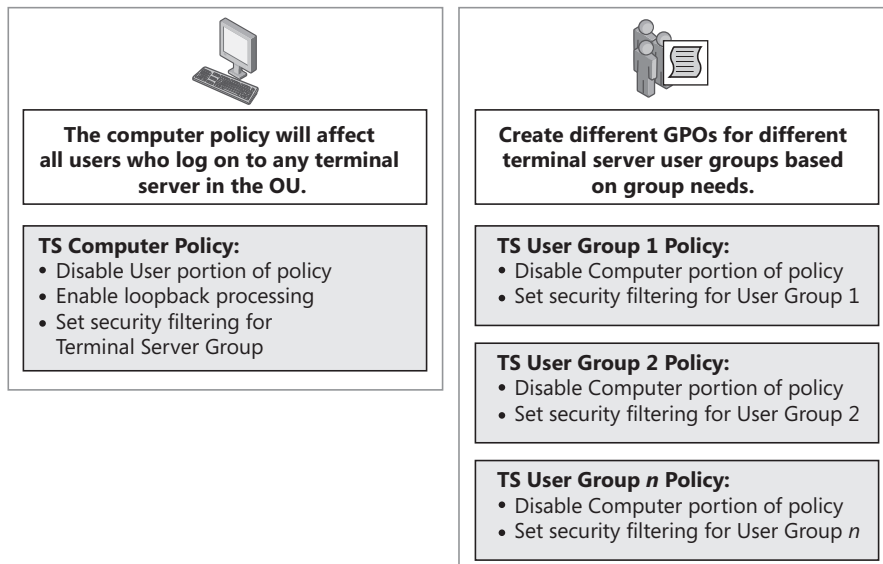 The computer policy will affect
all users who log on to any terminal
server in the OU.
TS Computer Policy:
• Disable User portion of policy
• Enable loopback processing
• Set security filtering for
Terminal Server Group
Create different GPOs for different
terminal server user groups based
on group needs.
TS User Group 1 Policy:
• Disable Computer portion of policy
• Set security filtering for User Group 1
TS User Group 2 Policy:
• Disable Computer portion of policy
• Set security filtering for User Group 2
TS User Group n Policy:
• Disable Computer portion of policy
• Set security filtering for User Group n